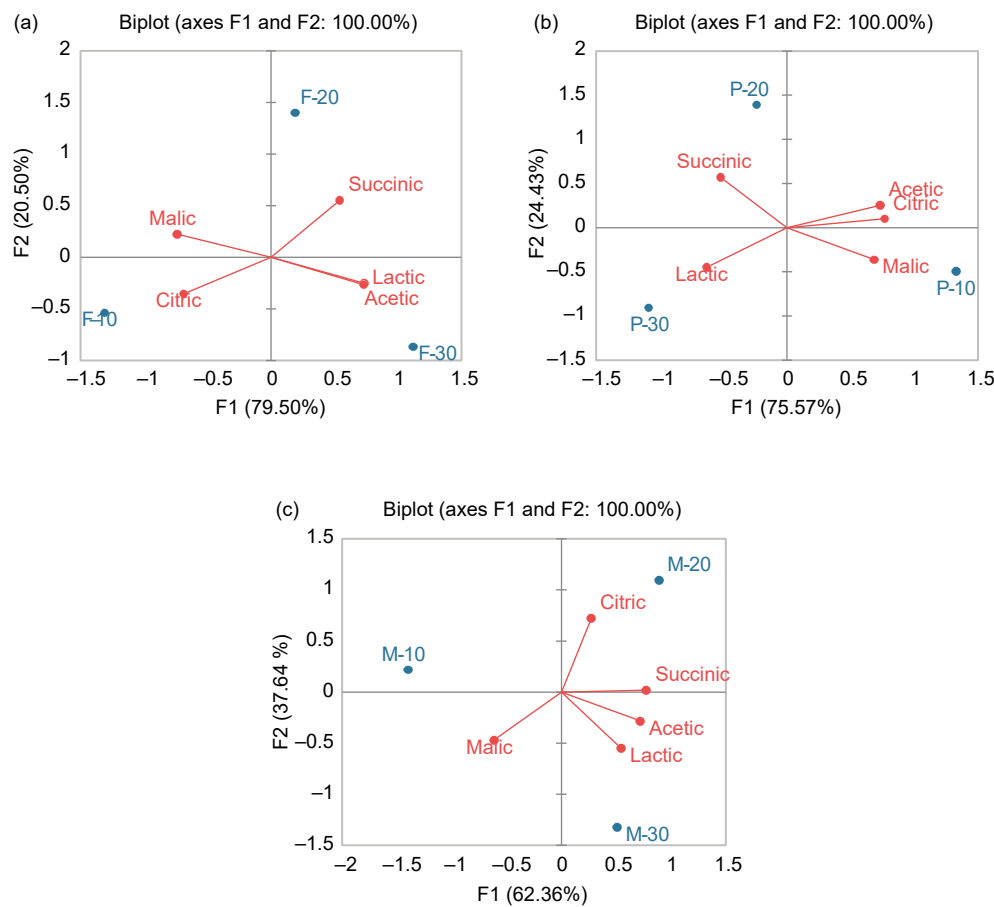 (a)
Biplot (axes F1 and F2: 100.00%)
2
1.5
1
0.5
0
–0.5
–1
F2 (20.50%)
F-20
Succinic
Malic
Lactic
Acetic
Citric
F-10
F-30
–1.5
–1
–0.5
0
0.5
1
1.5
F1 (79.50%)
(b)
Biplot (axes F1 and F2: 100.00%)
2
1.5
1
0.5
0
–0.5
–1
–1.5
F2 (24.43%)
P-20
Succinic
Acetic
Citric
Lactic
Malic
P-10
P-30
–1.5
–1
–0.5
0
0.5
1
1.5
F1 (75.57%)
(c)
Biplot (axes F1 and F2: 100.00%)
1.5
1
0.5
0
–0.5
–1
–1.5
F2 (37.64 %)
M-20
Citric
M-10
Succinic
Acetic
Malic
Lactic
M-30
–2
–1.5
–1
–0.5
0
0.5
1
1.5
F1 (62.36%)